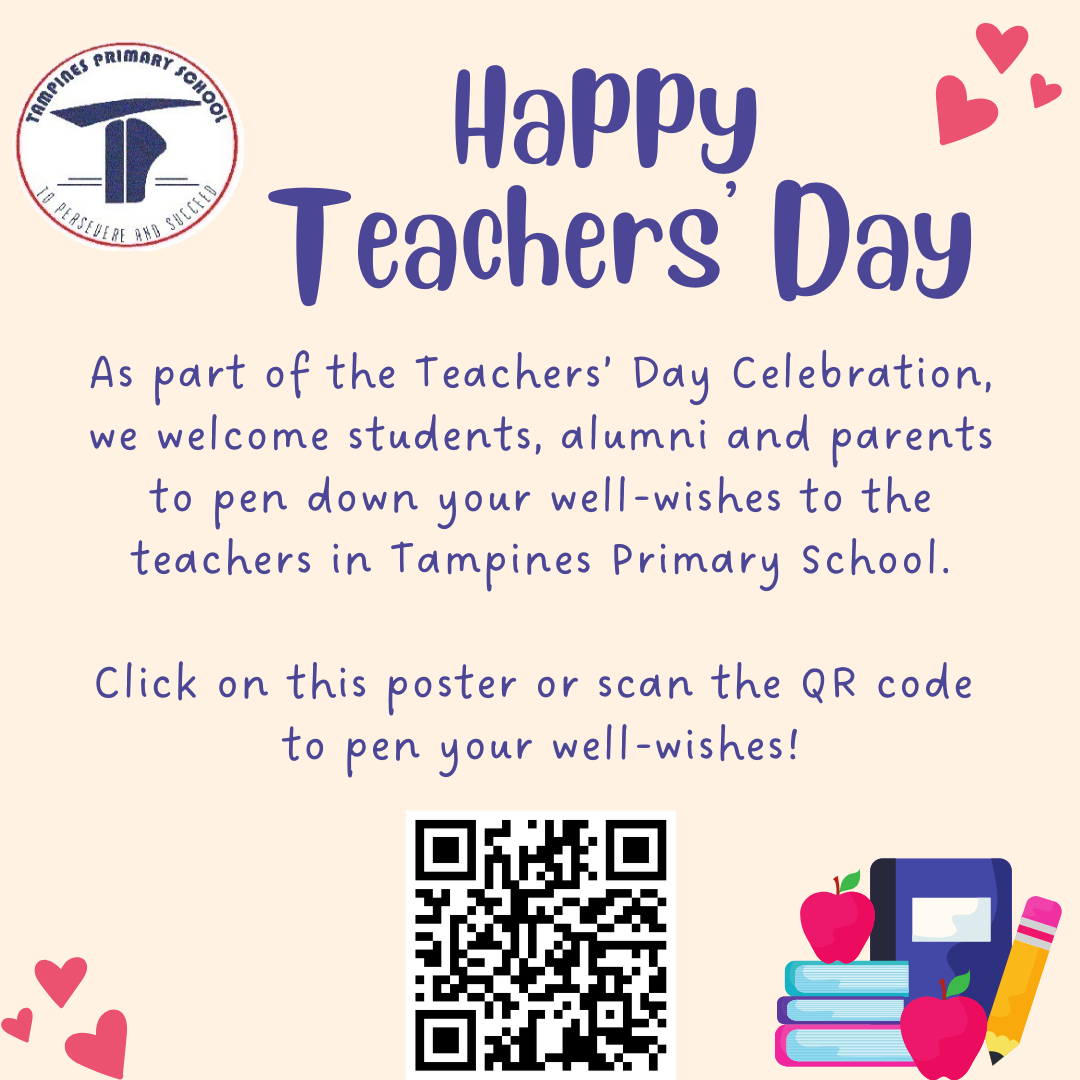 TAMPINES PRIMARY SCHOOL
TO PERSEDERE AND SUCCEED
Happy
Teachers' Day
As part of the Teachers' Day Celebration,
we welcome students, alumni and parents
to pen down your well-wishes to the
teachers in Tampines Primary School.
Click on this poster or scan the QR code
to pen your well-wishes!